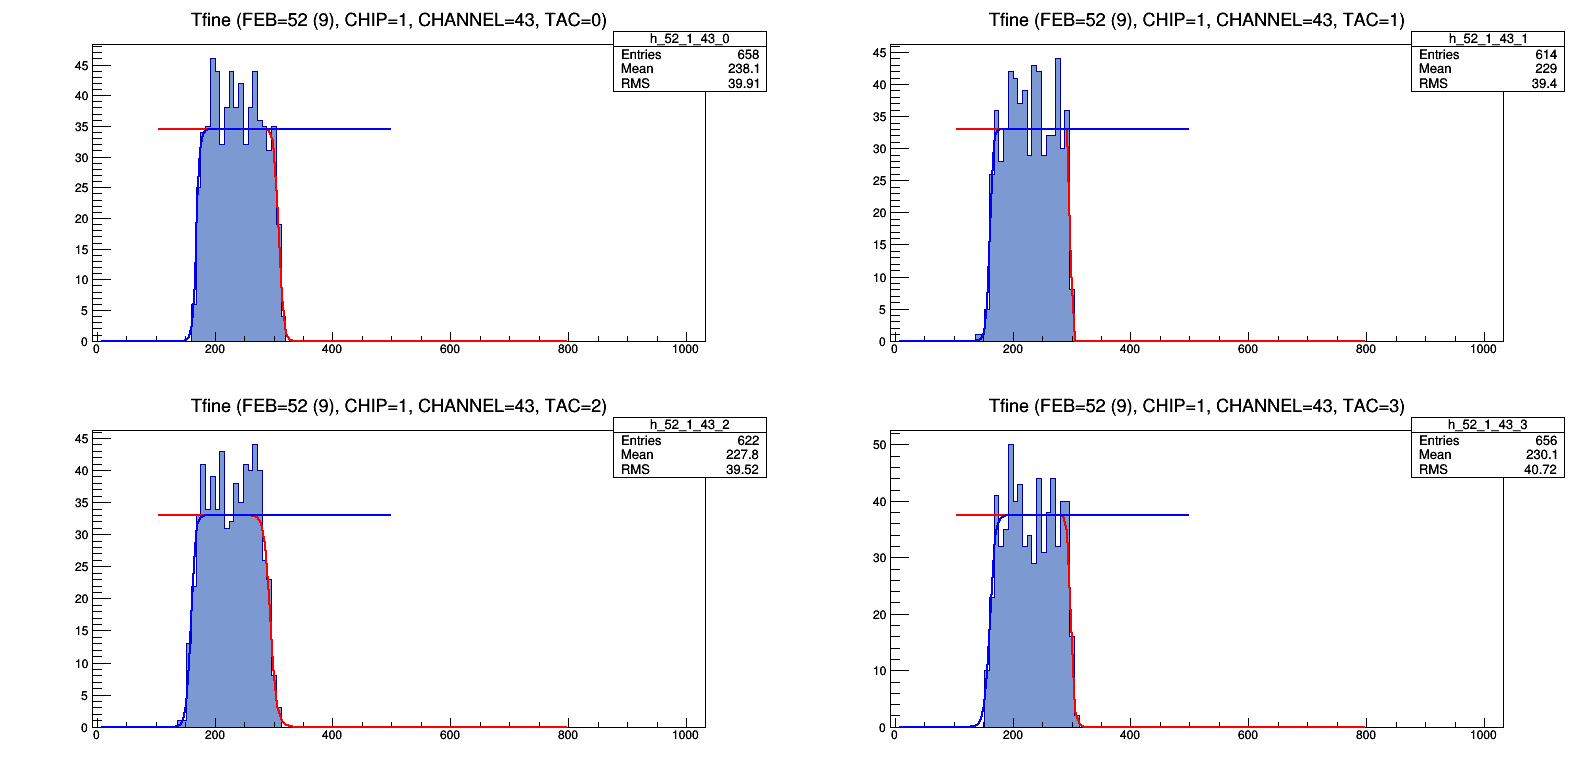 Tfine (FEB=52 (9), CHIP=1, CHANNEL=43, TAC=0)
h_52_1_43_0
Entries 658
Mean 238.1
RMS 39.91
45
40
35
30
25
20
15
10
5
0
0 200 400 600 800 1000
Tfine (FEB=52 (9), CHIP=1, CHANNEL=43, TAC=1)
h_52_1_43_1
Entries 614
Mean 229
RMS 39.4
45
40
35
30
25
20
15
10
5
0
0 200 400 600 800 1000
Tfine (FEB=52 (9), CHIP=1, CHANNEL=43, TAC=2)
h_52_1_43_2
Entries 622
Mean 227.8
RMS 39.52
45
40
35
30
25
20
15
10
5
0
0 200 400 600 800 1000
Tfine (FEB=52 (9), CHIP=1, CHANNEL=43, TAC=3)
h_52_1_43_3
Entries 656
Mean 230.1
RMS 40.72
50
40
30
20
10
0
0 200 400 600 800 1000